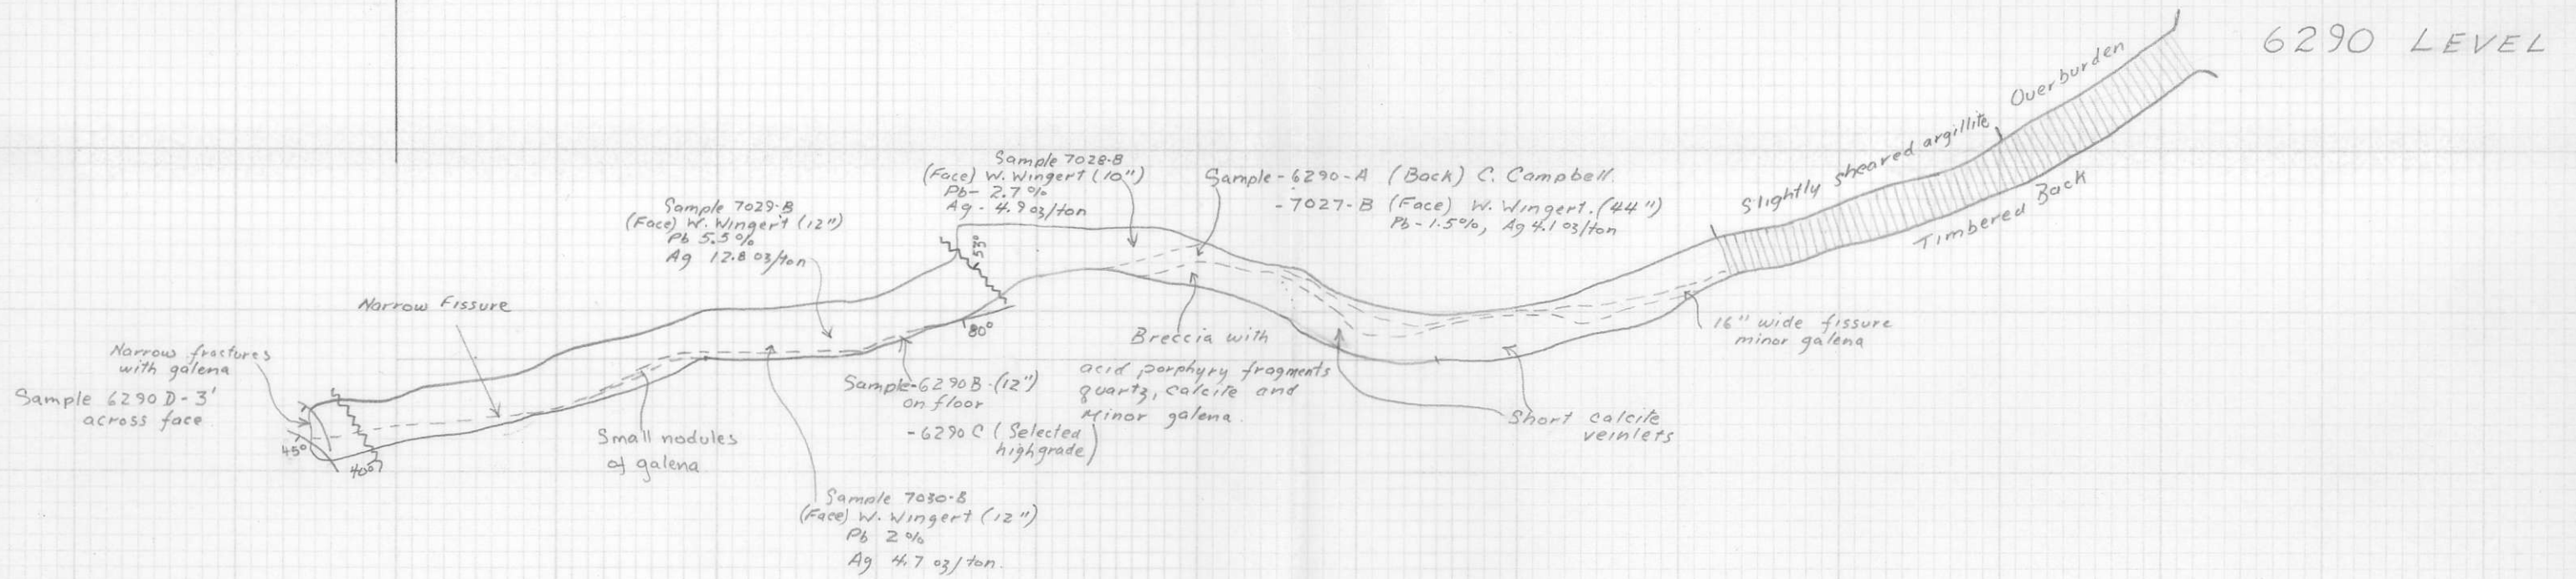 6290 LEVEL
Overburden
Slightly sheared argillite
Timbered Back
Sample 7028-B
(Face) W. Wingert (10")
Pb- 2.7%
Ag - 4.9 oz/ton
Sample - 6290-A (Back) C. Campbell.
- 7027-B (Face) W. Wingert. (44")
Pb - 1.5%, Ag 4.1 oz/ton
Sample 7029-B
(Face) W. Wingert (12")
Pb 5.5%
Ag 12.8 oz/ton
53°
80°
Narrow Fissure
Narrow fractures
with galena
Sample 6290 D - 3'
across face
45°
40°
Small nodules
of galena
Sample-6290B-(12")
on floor
- 6290 C (Selected
highgrade)
Breccia with
acid porphyry fragments
quartz, calcite and
Minor galena.
16" wide fissure
minor galena
Short calcite
veinlets
Sample 7030-B
(Face) W. Wingert (12")
Pb 2%
Ag 4.7 oz/ton.